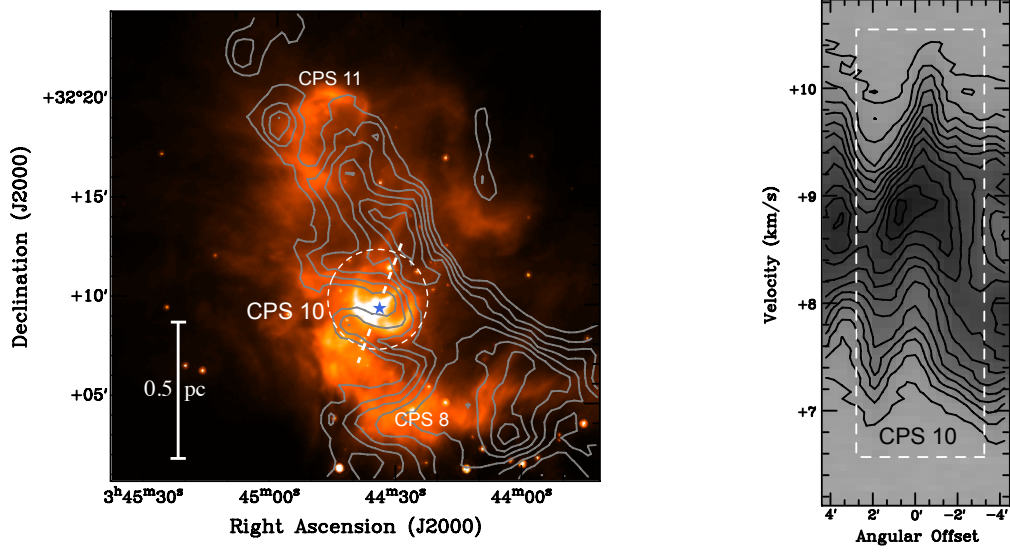 CPS 11
+32°20′
+15′
+10′
+05′
Declination (J2000)
CPS 10
0.5 pc
CPS 8
3ʰ45ᵐ30ˢ
45ᵐ00ˢ
44ᵐ30ˢ
44ᵐ00ˢ
Right Ascension (J2000)
+10
+9
+8
+7
Velocity (km/s)
CPS 10
4′ 2′ 0′ -2′ -4′
Angular Offset